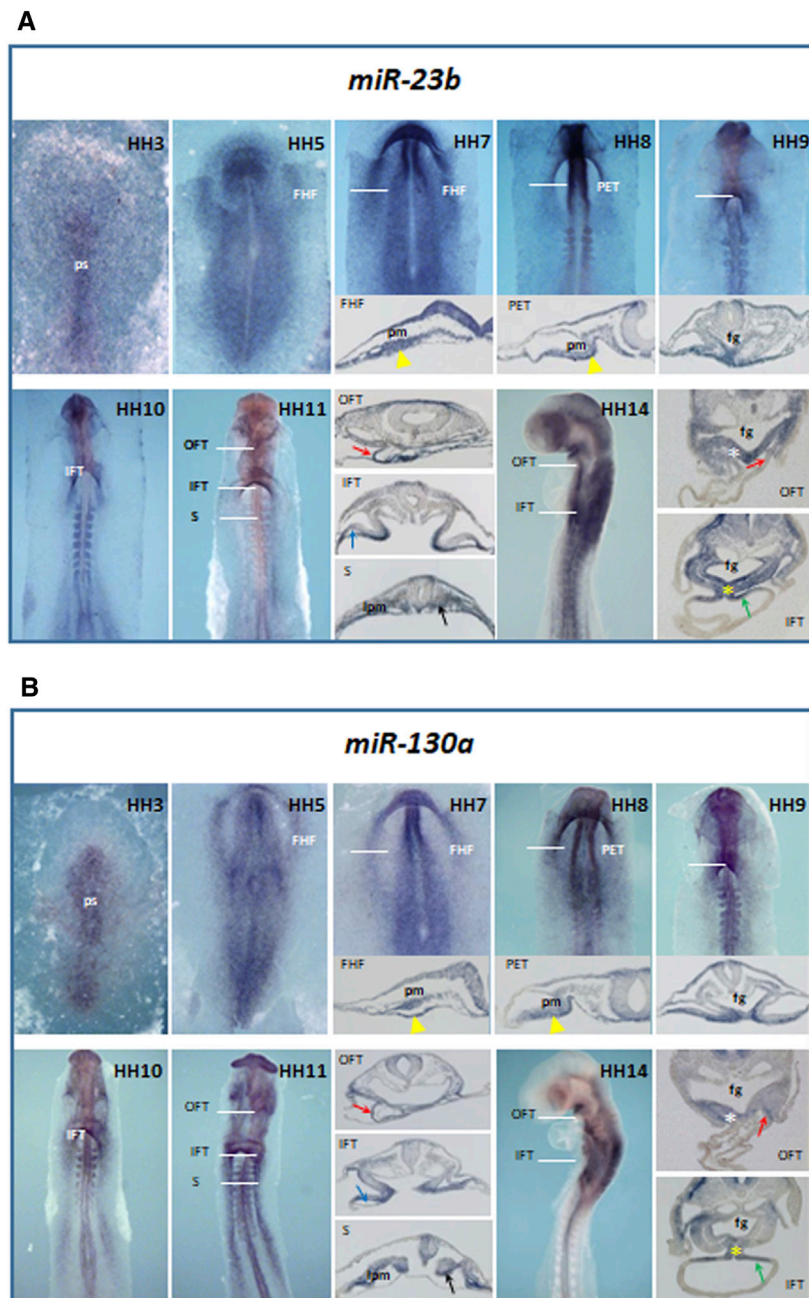 A
miR-23b
HH3
HH5
HH7
HH8
HH9
ps
FHF
FHF
PET
FHF
pm
PET
pm
fg
HH10
HH11
OFT
HH14
fg
*
OFT
IFT
OFT
IFT
S
IFT
OFT
IFT
S
lpm
fg
*
IFT
B
miR-130a
HH3
HH5
HH7
HH8
HH9
ps
FHF
FHF
PET
FHF
pm
PET
pm
fg
HH10
HH11
OFT
HH14
fg
*
OFT
IFT
OFT
IFT
S
IFT
OFT
IFT
S
lpm
fg
*
IFT